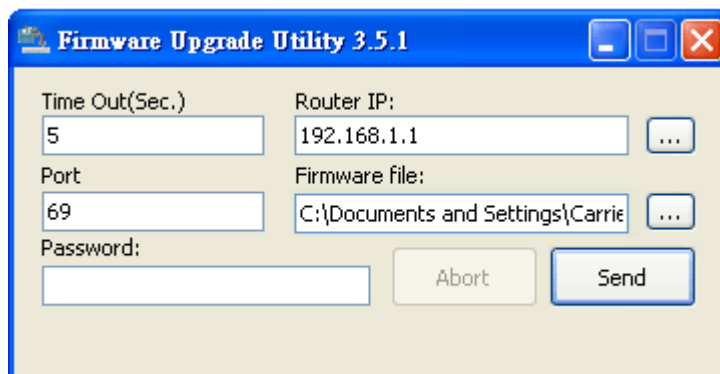 Firmware Upgrade Utility 3.5.1
Time Out(Sec.) Router IP:
5 192.168.1.1 ...
Port Firmware file:
69 C:\Documents and Settings\Carrie ...
Password:
Abort Send